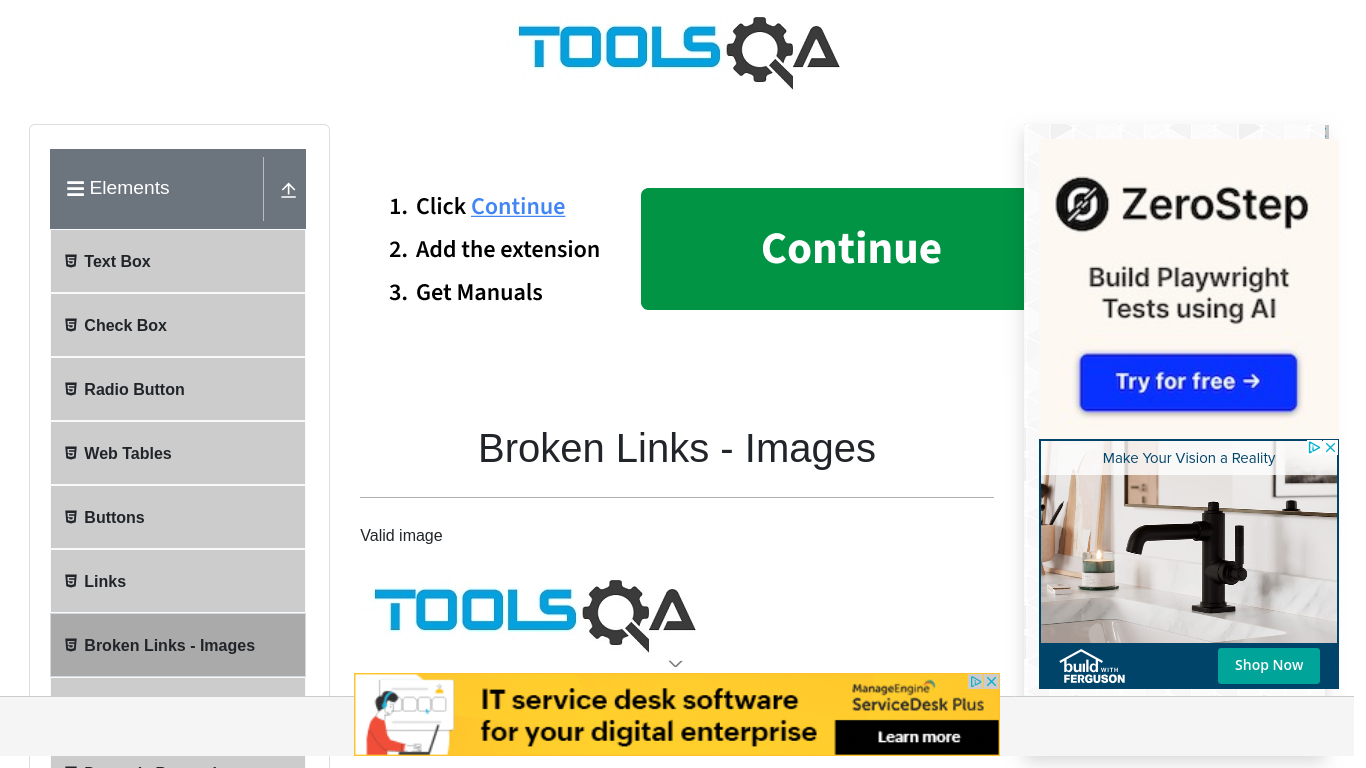 TOOLSQA
Elements
Text Box
Check Box
Radio Button
Web Tables
Buttons
Links
Broken Links - Images
1. Click Continue
2. Add the extension
3. Get Manuals
Continue
Broken Links - Images
Valid image
TOOLSQA
ZeroStep
Build Playwright
Tests using AI
Try for free →
Make Your Vision a Reality
build WITH
FERGUSON
Shop Now
IT service desk software
for your digital enterprise
ManageEngine
ServiceDesk Plus
Learn more